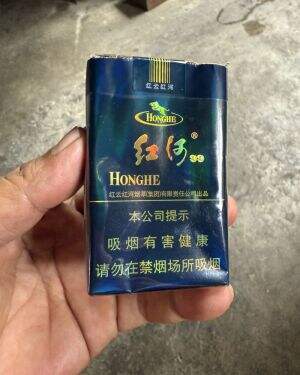 红云红河
HONGHE
红河® 99
HONGHE
红云红河烟草(集团)有限责任公司出品
本公司提示
吸烟有害健康
请勿在禁烟场所吸烟